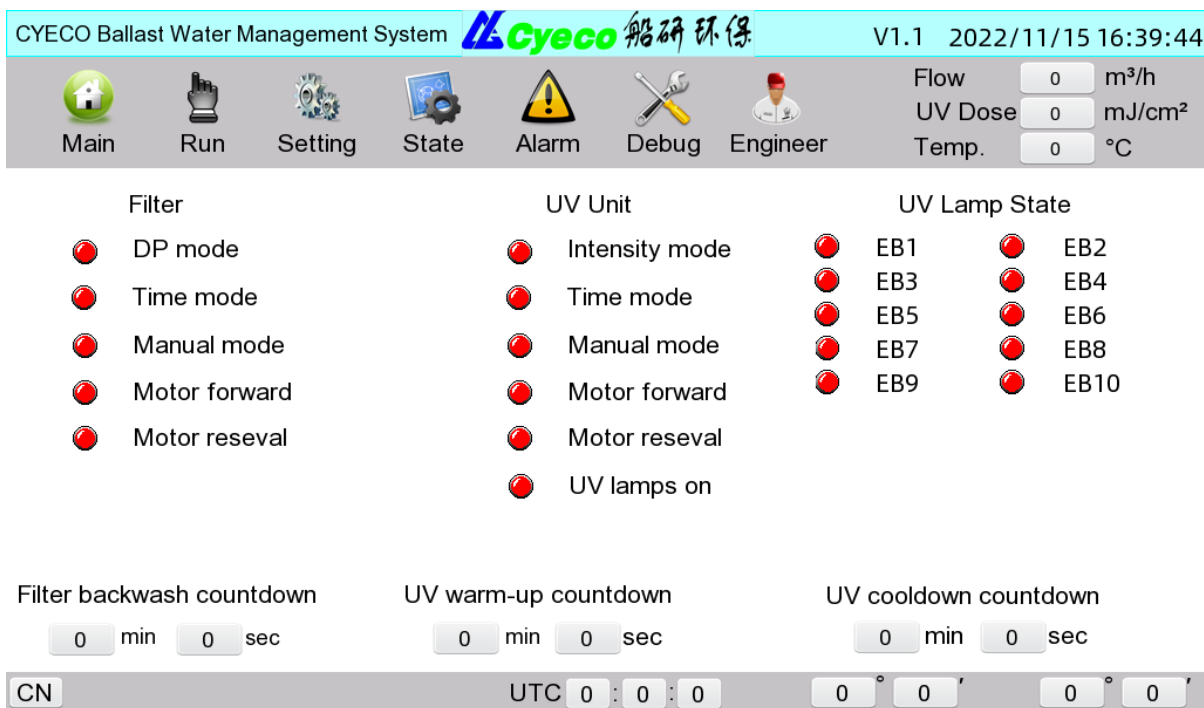 CYECO Ballast Water Management System Cyeco 船研环保 V1.1 2022/11/15 16:39:44
Main Run Setting State Alarm Debug Engineer
Flow 0 m³/h
UV Dose 0 mJ/cm²
Temp. 0 °C
Filter
DP mode
Time mode
Manual mode
Motor forward
Motor reseval
UV Unit
Intensity mode
Time mode
Manual mode
Motor forward
Motor reseval
UV lamps on
UV Lamp State
EB1 EB2
EB3 EB4
EB5 EB6
EB7 EB8
EB9 EB10
Filter backwash countdown
0 min 0 sec
UV warm-up countdown
0 min 0 sec
UV cooldown countdown
0 min 0 sec
CN UTC 0 : 0 : 0 0 ° 0 ′ 0 ° 0 ′